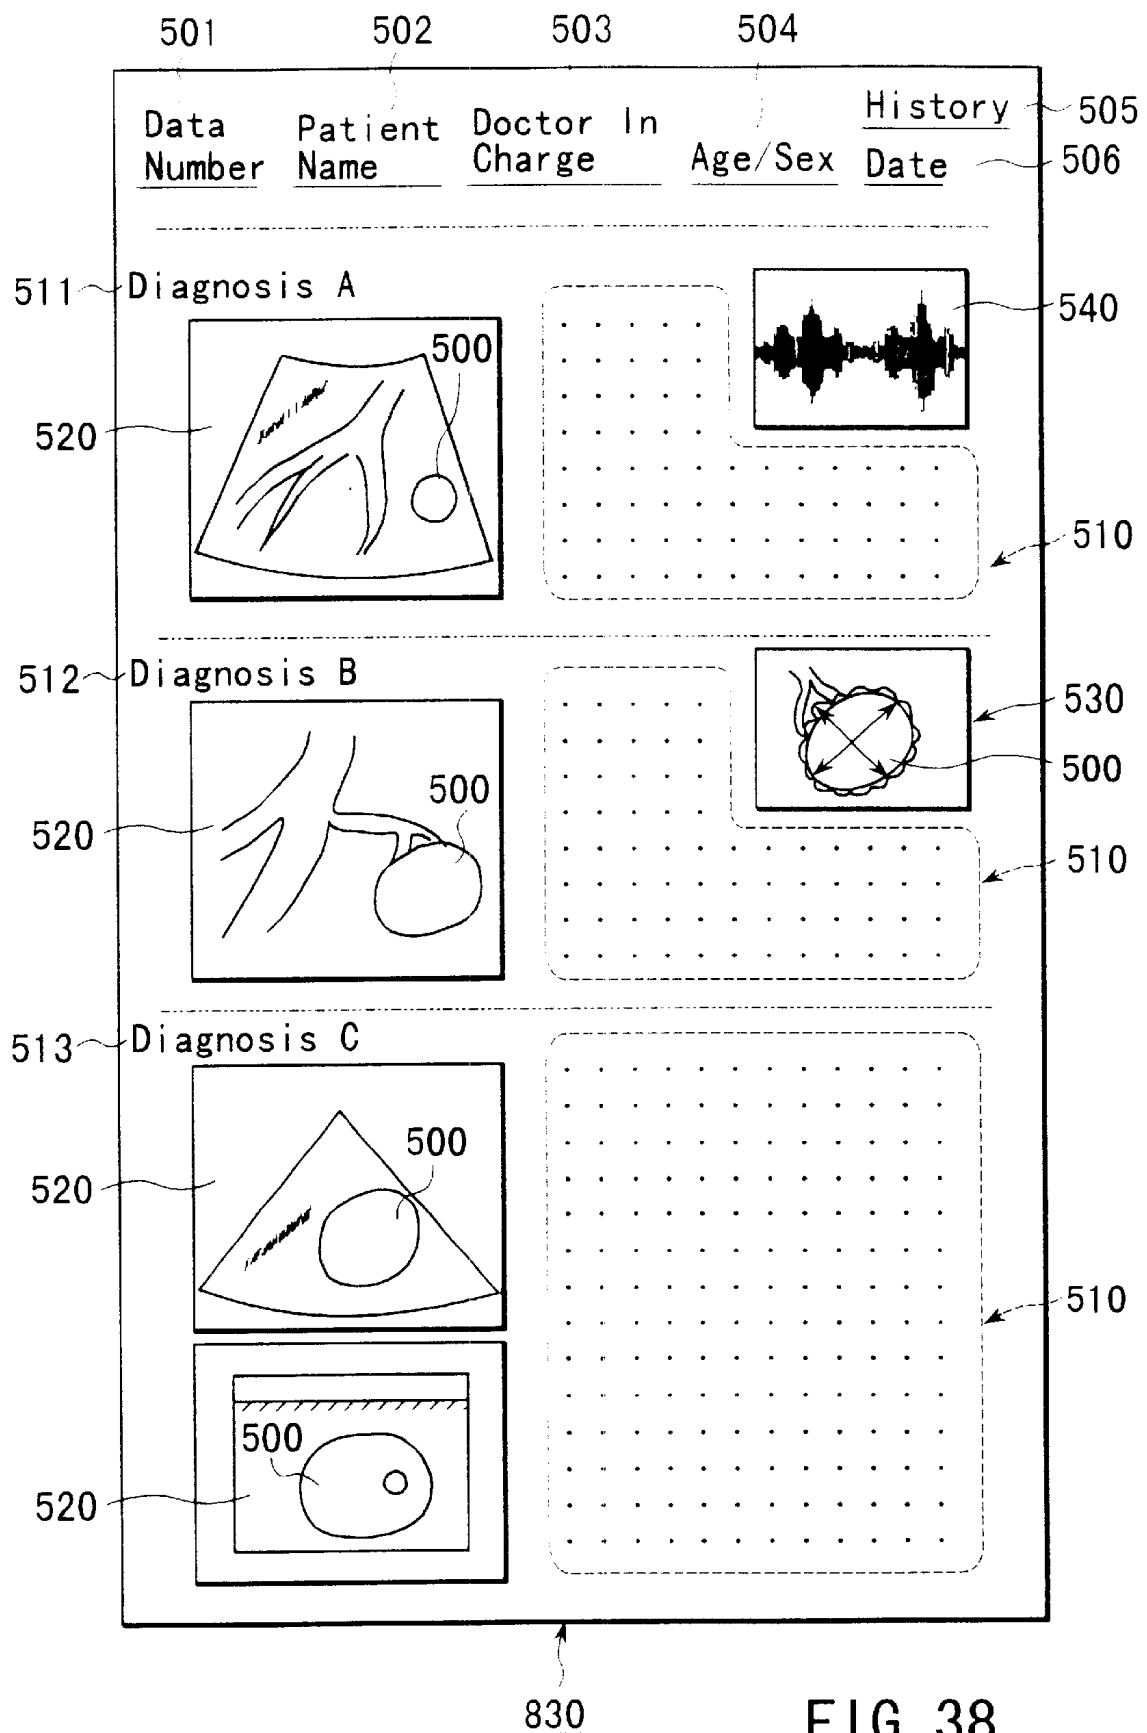 501 502 503 504
History 505
Data Patient Doctor In
Number Name Charge Age/Sex Date 506
511 Diagnosis A
540
500
520
510
512 Diagnosis B
530
500
500
520
510
513 Diagnosis C
500
520
510
500
520
830
FIG. 38